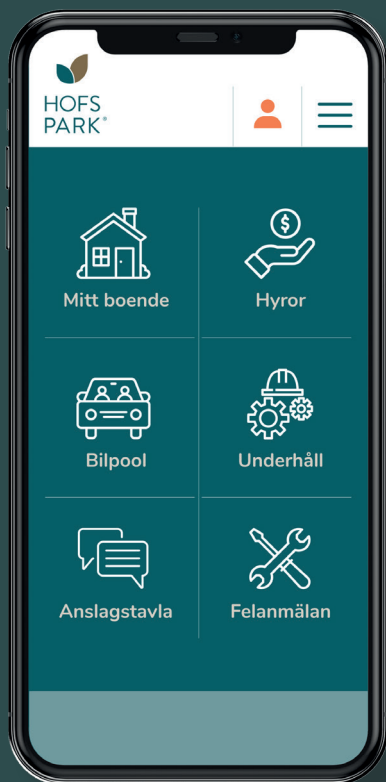 HOFS
PARK®
$
Mitt boende
Hyror
Bilpool
Underhåll
Anslagstavla
Felanmälan